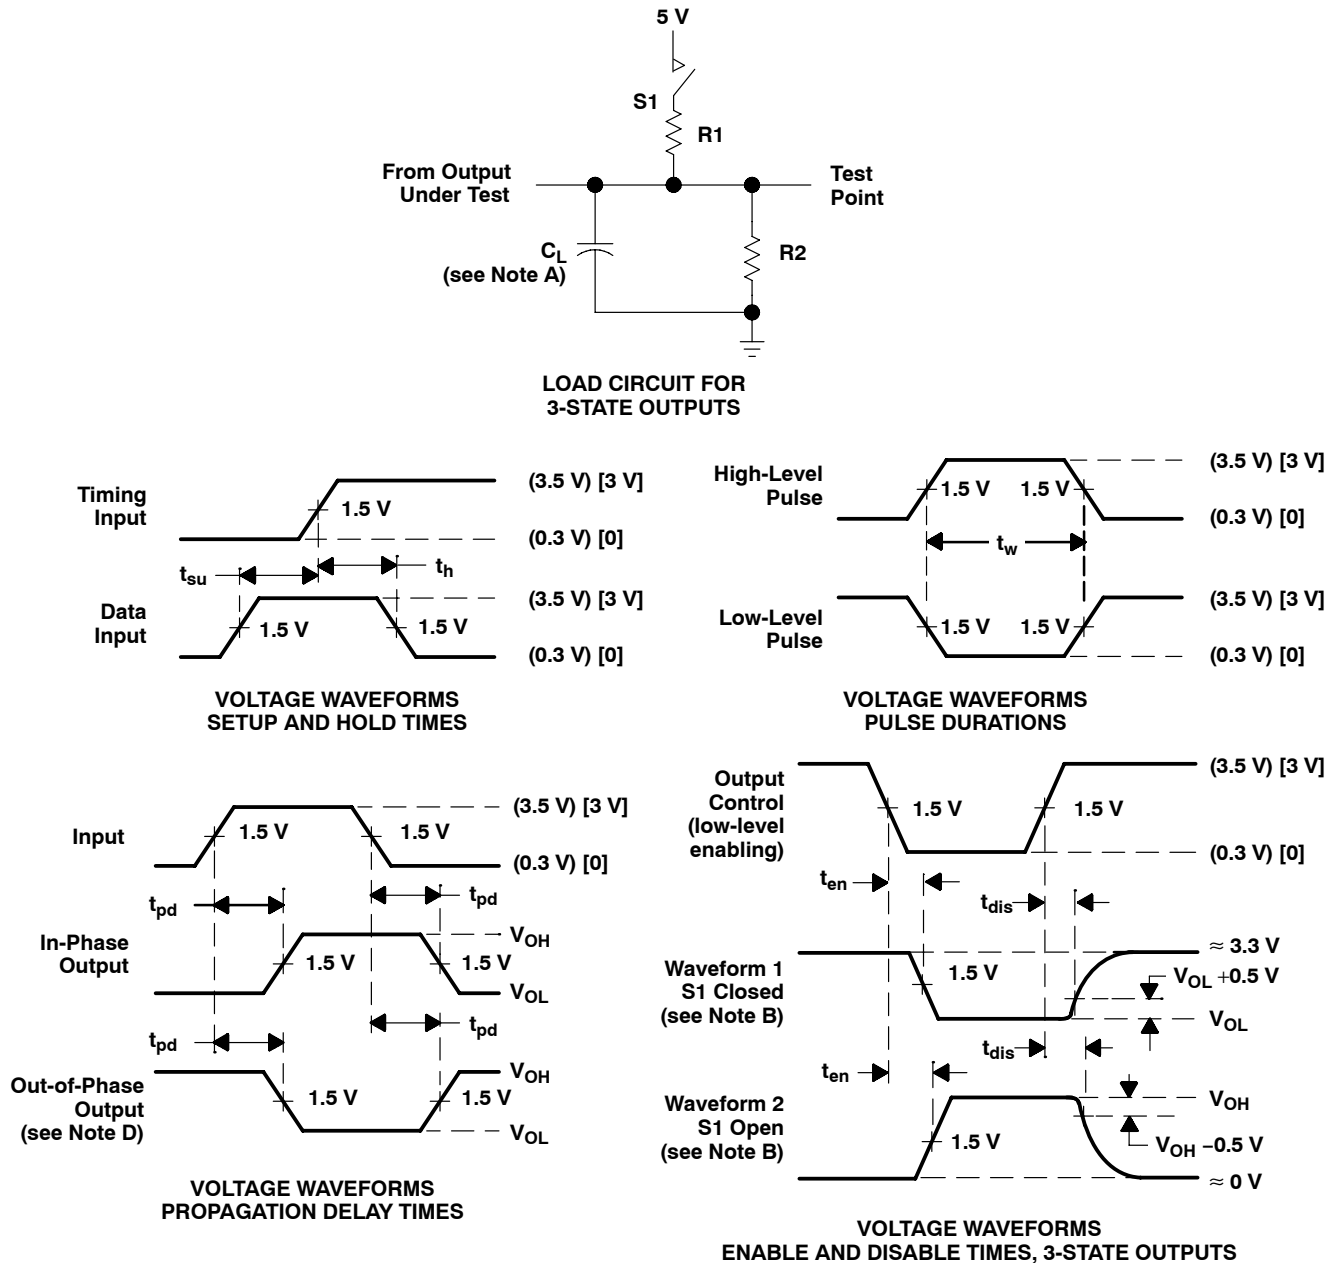 5 V
S1
R1
From Output
Under Test
Test
Point
CL
(see Note A)
R2
LOAD CIRCUIT FOR
3-STATE OUTPUTS
Timing
Input
1.5 V
(3.5 V) [3 V]
(0.3 V) [0]
tsu
th
Data
Input
1.5 V
1.5 V
(3.5 V) [3 V]
(0.3 V) [0]
VOLTAGE WAVEFORMS
SETUP AND HOLD TIMES
High-Level
Pulse
1.5 V
1.5 V
(3.5 V) [3 V]
(0.3 V) [0]
tw
Low-Level
Pulse
1.5 V
1.5 V
(3.5 V) [3 V]
(0.3 V) [0]
VOLTAGE WAVEFORMS
PULSE DURATIONS
Input
1.5 V
1.5 V
(3.5 V) [3 V]
(0.3 V) [0]
tpd
tpd
In-Phase
Output
1.5 V
1.5 V
VOH
VOL
tpd
tpd
Out-of-Phase
Output
(see Note D)
1.5 V
1.5 V
VOH
VOL
VOLTAGE WAVEFORMS
PROPAGATION DELAY TIMES
Output
Control
(low-level
enabling)
1.5 V
1.5 V
(3.5 V) [3 V]
(0.3 V) [0]
ten
tdis
Waveform 1
S1 Closed
(see Note B)
1.5 V
≈ 3.3 V
VOL +0.5 V
VOL
ten
tdis
Waveform 2
S1 Open
(see Note B)
1.5 V
VOH
VOH −0.5 V
≈ 0 V
VOLTAGE WAVEFORMS
ENABLE AND DISABLE TIMES, 3-STATE OUTPUTS